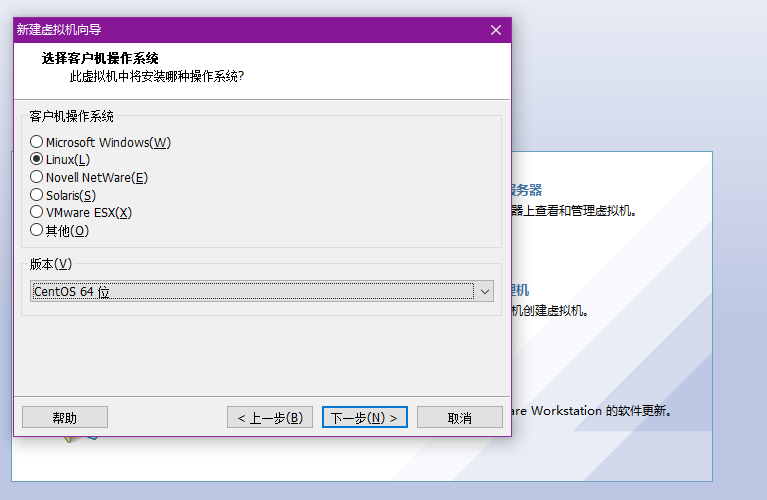 新建虚拟机向导
选择客户机操作系统
此虚拟机中将安装哪种操作系统?
客户机操作系统
Microsoft Windows(W)
Linux(L)
Novell NetWare(E)
Solaris(S)
VMware ESX(X)
其他(O)
版本(V)
CentOS 64 位
帮助
< 上一步(B)
下一步(N) >
取消
服务器
器上查看和管理虚拟机。
理机
机创建虚拟机。
are Workstation 的软件更新。